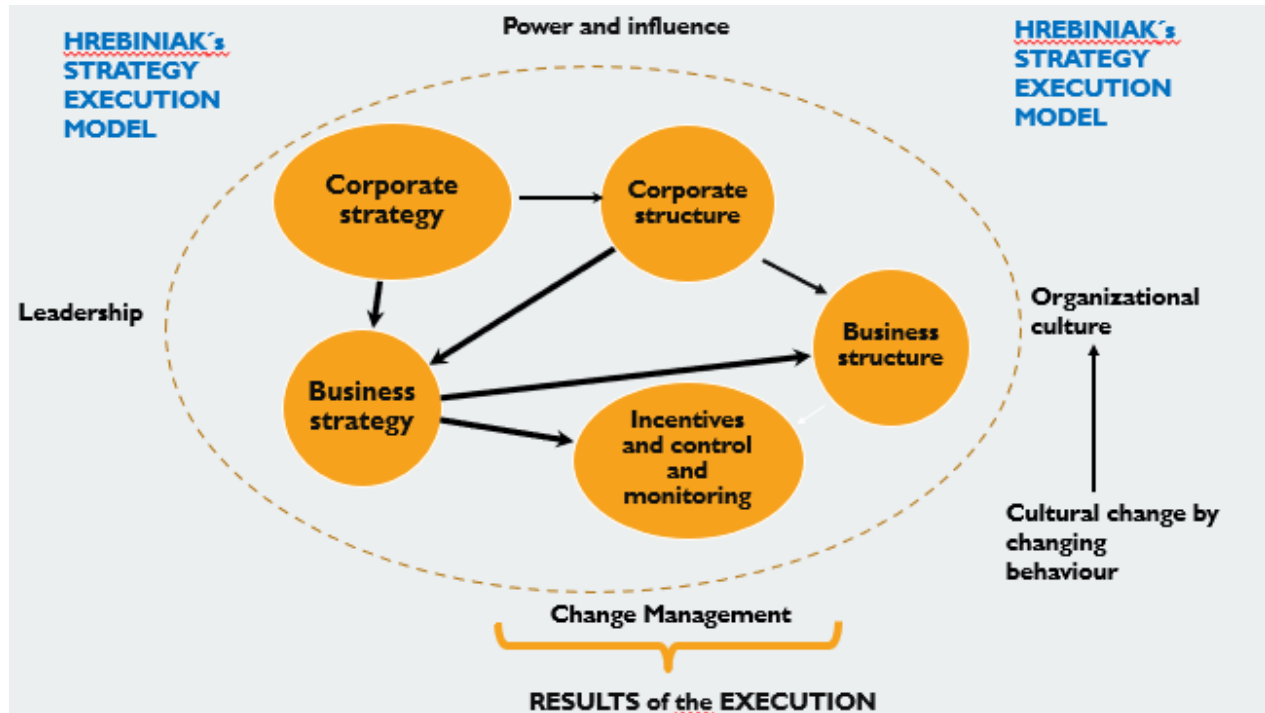 Power and influence
HREBINIAK´s
STRATEGY
EXECUTION
MODEL
HREBINIAK´s
STRATEGY
EXECUTION
MODEL
Corporate
strategy
Corporate
structure
Leadership
Organizational
culture
Business
structure
Business
strategy
Incentives
and control
and
monitoring
Cultural change by
changing
behaviour
Change Management
RESULTS of the EXECUTION